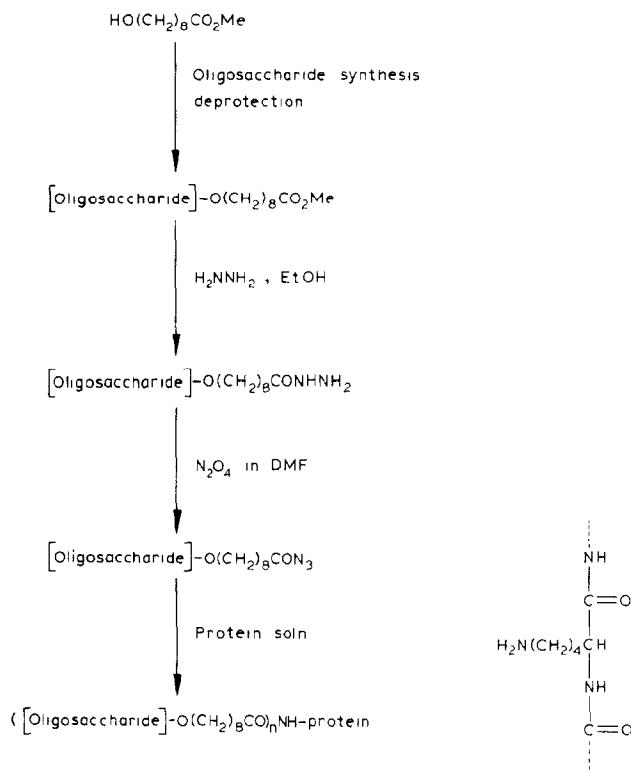 HO(CH₂)₈CO₂Me
Oligosaccharide synthesis
deprotection
[Oligosaccharide]-O(CH₂)₈CO₂Me
H₂NNH₂ , EtOH
[Oligosaccharide]-O(CH₂)₈CONHNH₂
N₂O₄ in DMF
[Oligosaccharide]-O(CH₂)₈CON₃
Protein soln
([Oligosaccharide]-O(CH₂)₈CO)ₙNH-protein
NH
C=O
H₂N(CH₂)₄CH
NH
C=O